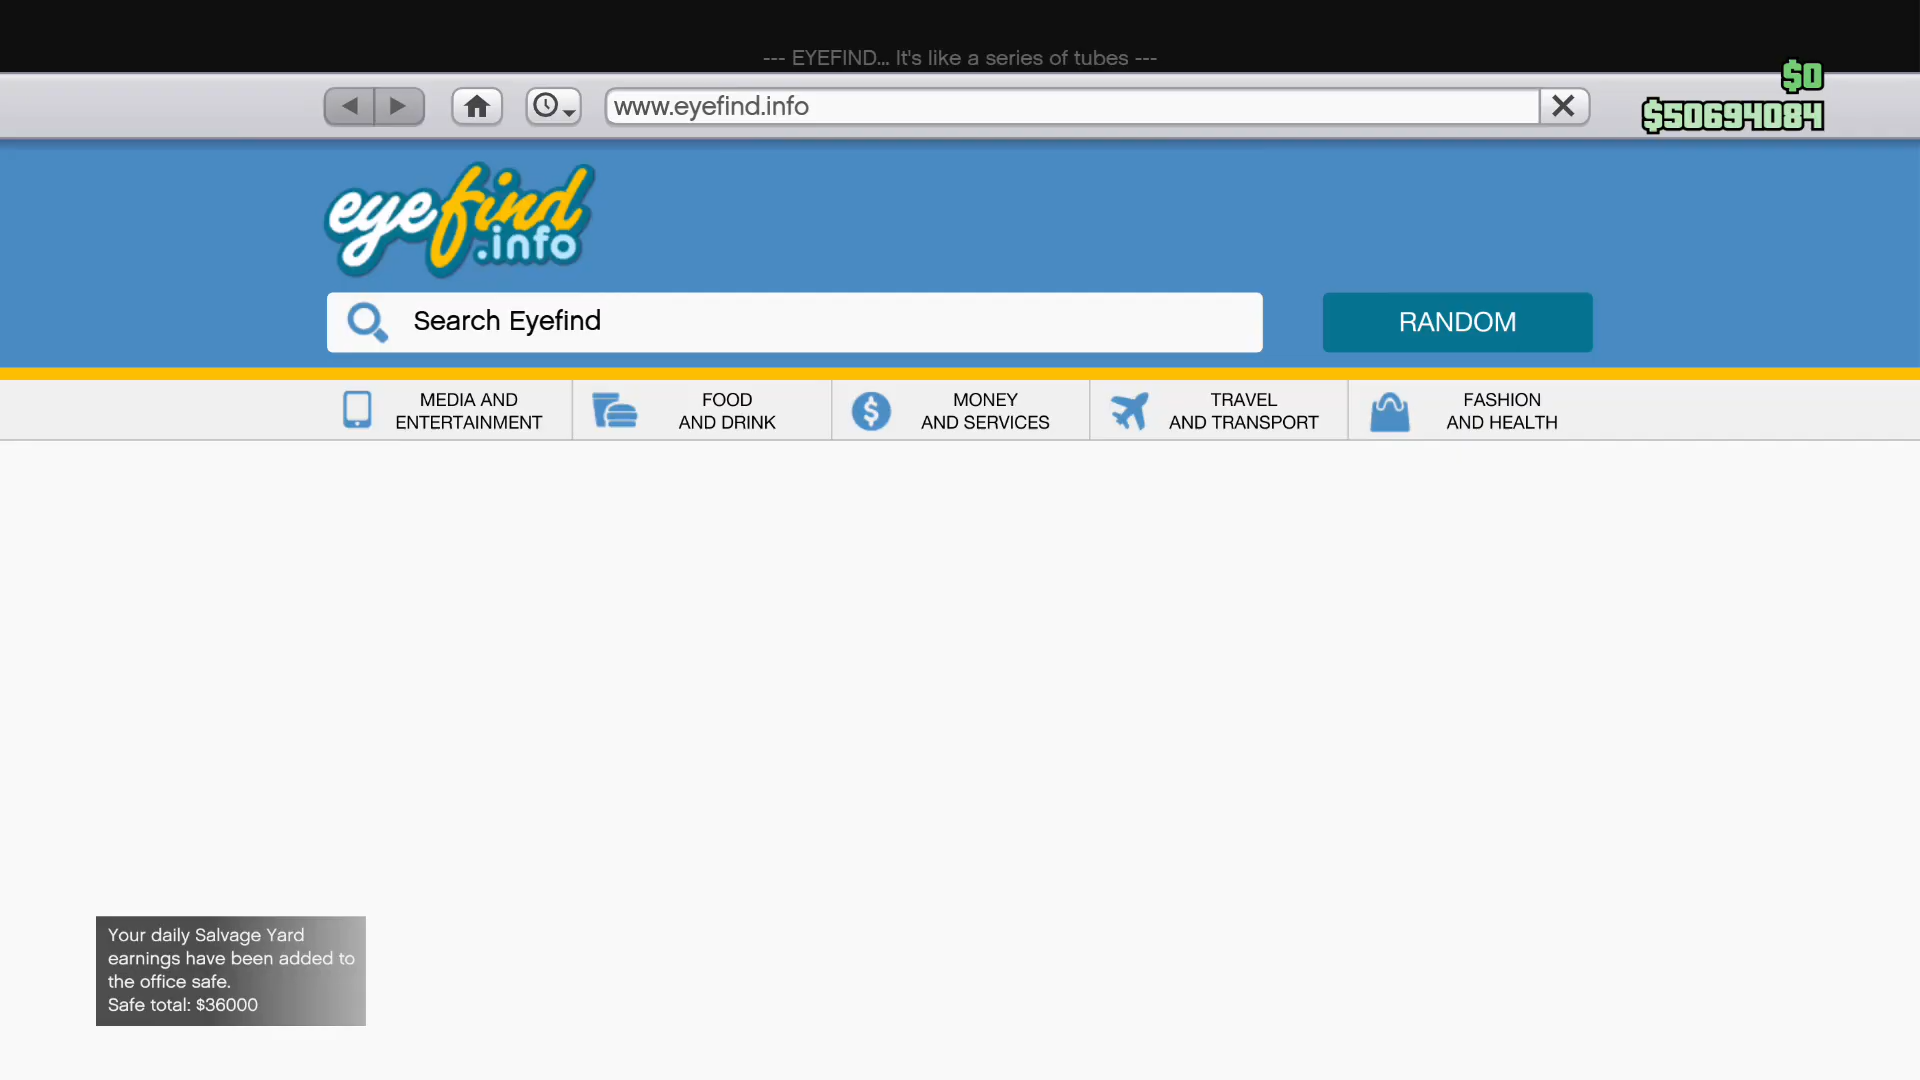 --- EYEFIND... It's like a series of tubes ---
$0
www.eyefind.info
$50694084
eyefind
.info
Search Eyefind
RANDOM
MEDIA AND
ENTERTAINMENT
FOOD
AND DRINK
MONEY
AND SERVICES
TRAVEL
AND TRANSPORT
FASHION
AND HEALTH
Your daily Salvage Yard
earnings have been added to
the office safe.
Safe total: $36000